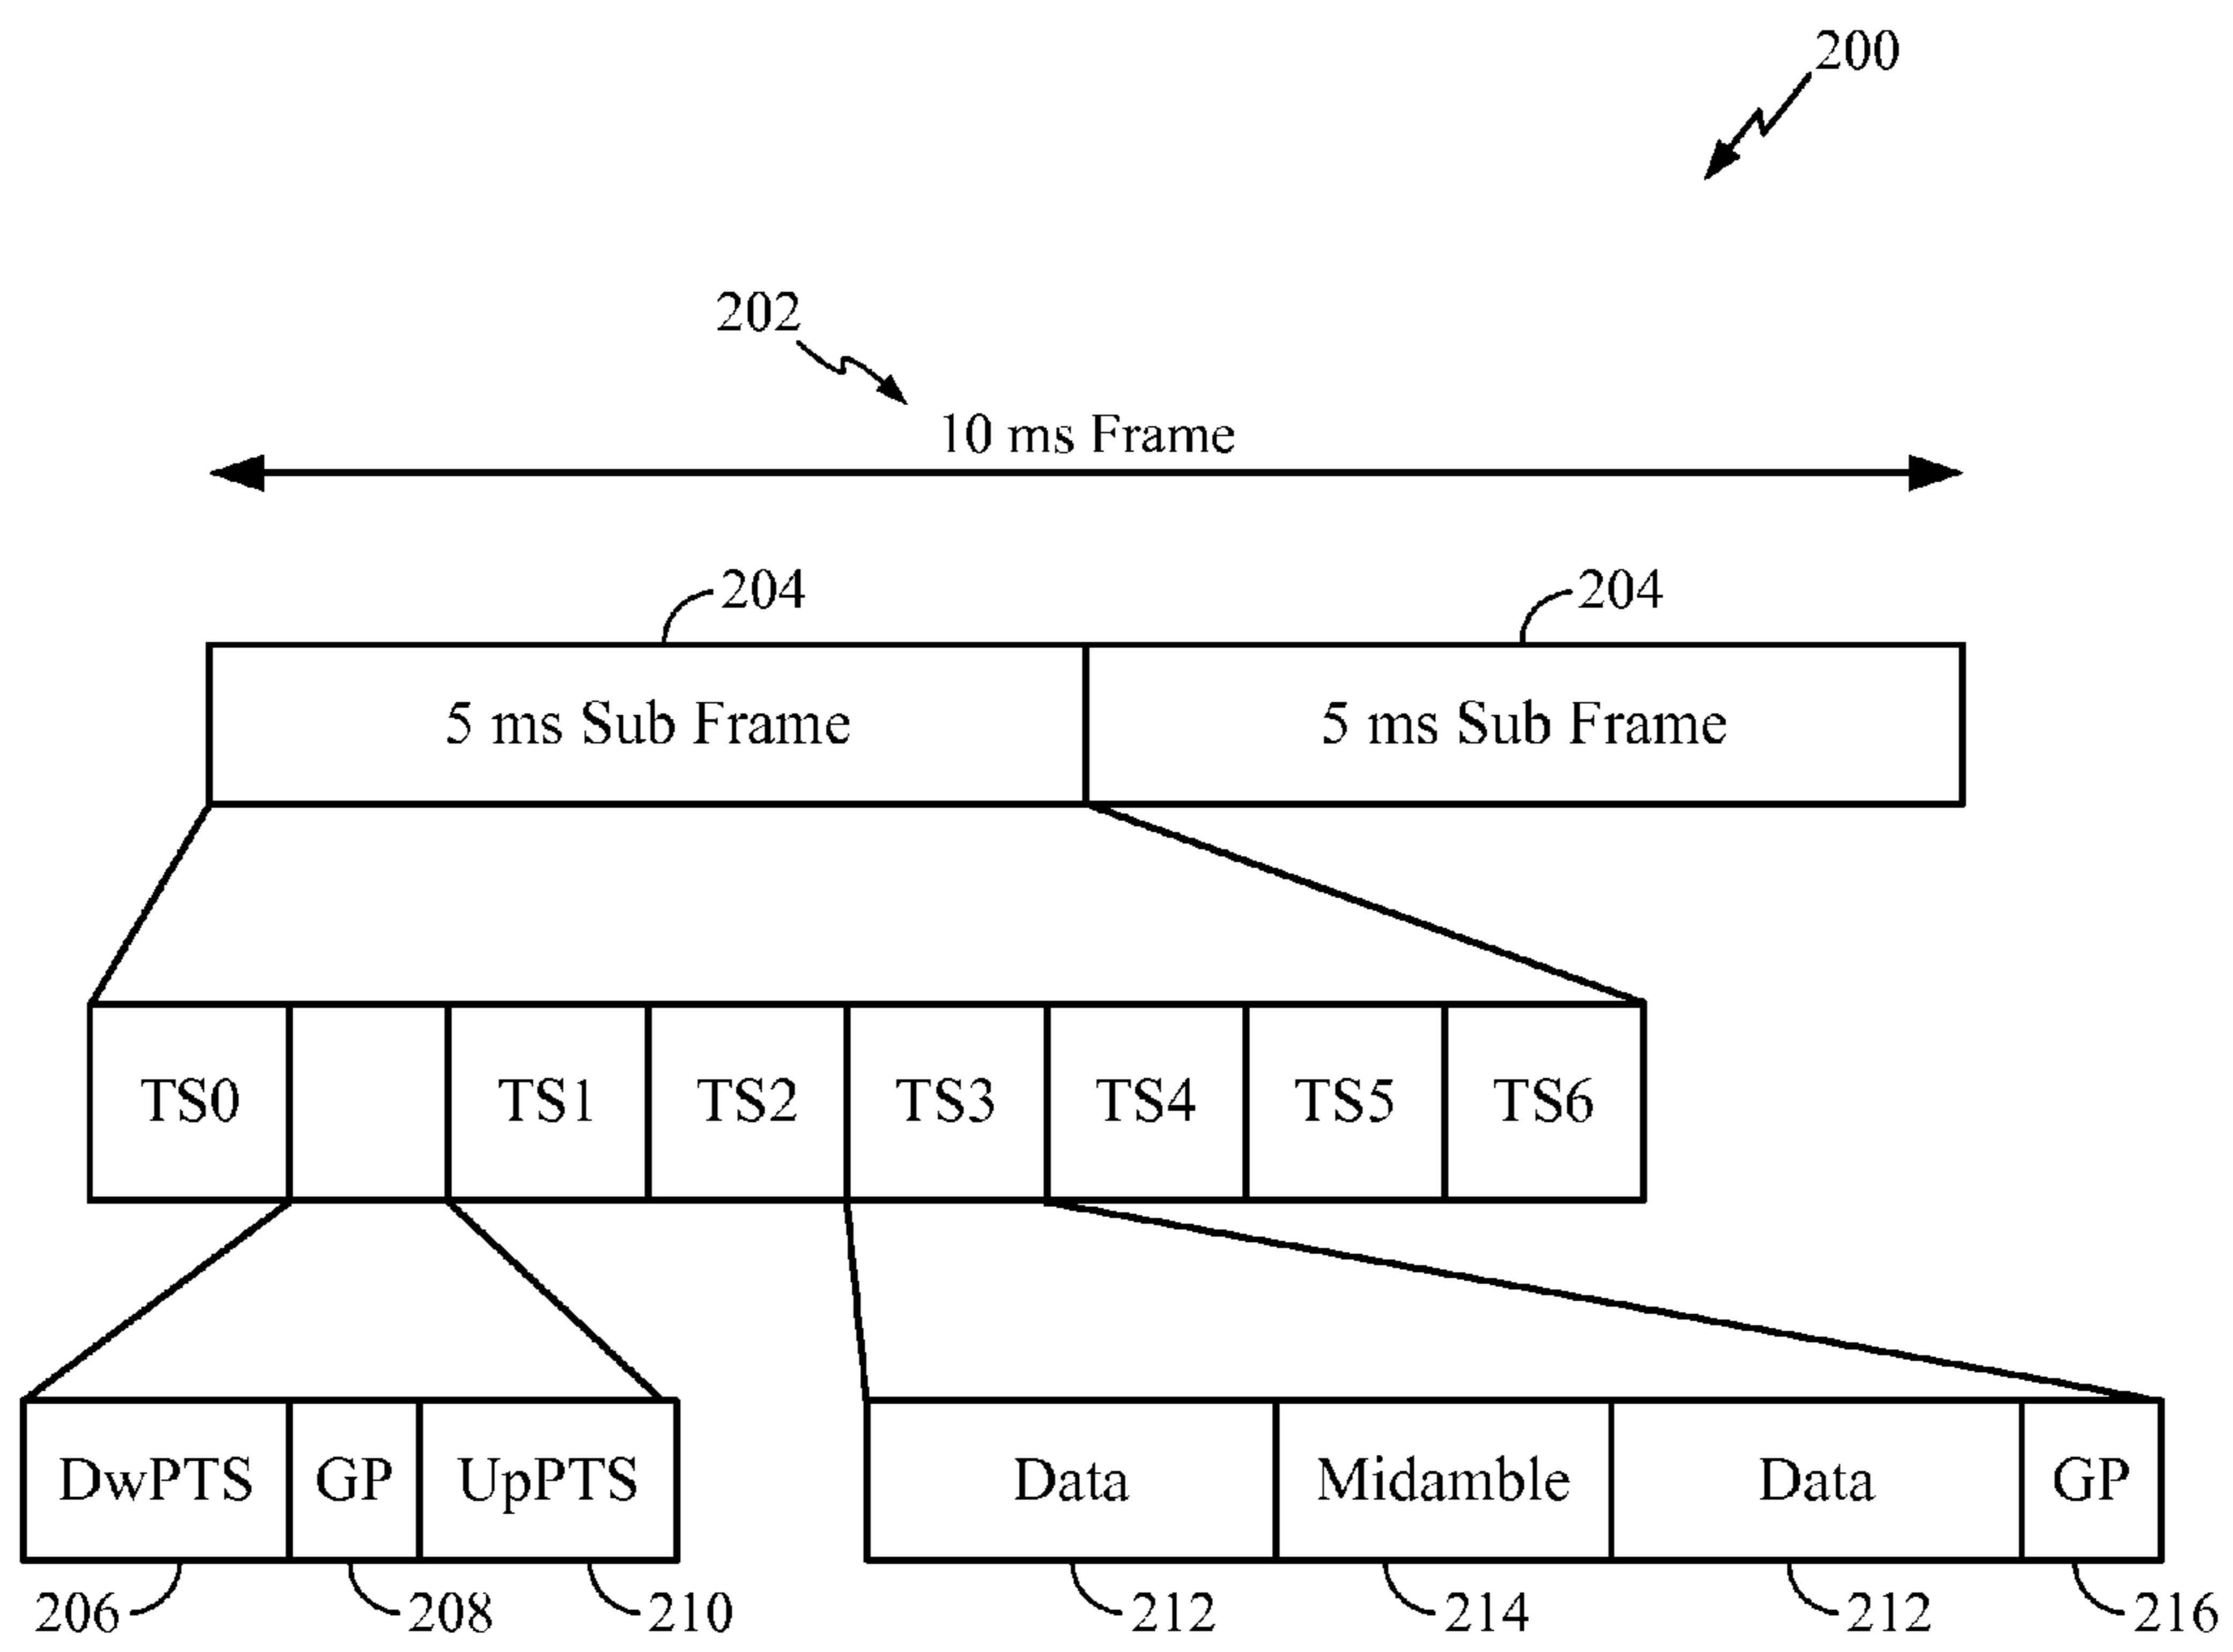 200
202
10 ms Frame
204 204
5 ms Sub Frame 5 ms Sub Frame
TS0 TS1 TS2 TS3 TS4 TS5 TS6
DwPTS GP UpPTS Data Midamble Data GP
206 208 210 212 214 212 216